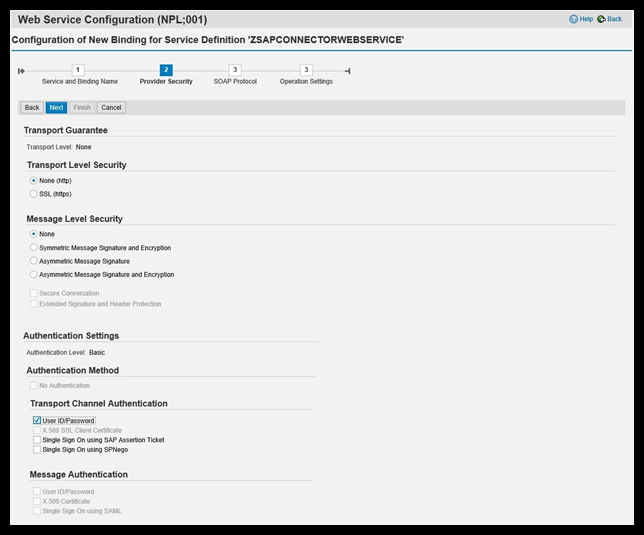 Web Service Configuration (NPL;001)
Help Back
Configuration of New Binding for Service Definition 'ZSAPCONNECTORWEBSERVICE'
1 2 3 3
Service and Binding Name Provider Security SOAP Protocol Operation Settings
Back Next Finish Cancel
Transport Guarantee
Transport Level: None
Transport Level Security
None (http)
SSL (https)
Message Level Security
None
Symmetric Message Signature and Encryption
Asymmetric Message Signature
Asymmetric Message Signature and Encryption
Secure Conversation
Extended Signature and Header Protection
Authentication Settings
Authentication Level: Basic
Authentication Method
No Authentication
Transport Channel Authentication
User ID/Password
X.509 SSL Client Certificate
Single Sign On using SAP Assertion Ticket
Single Sign On using SPNego
Message Authentication
User ID/Password
X.509 Certificate
Single Sign On using SAML